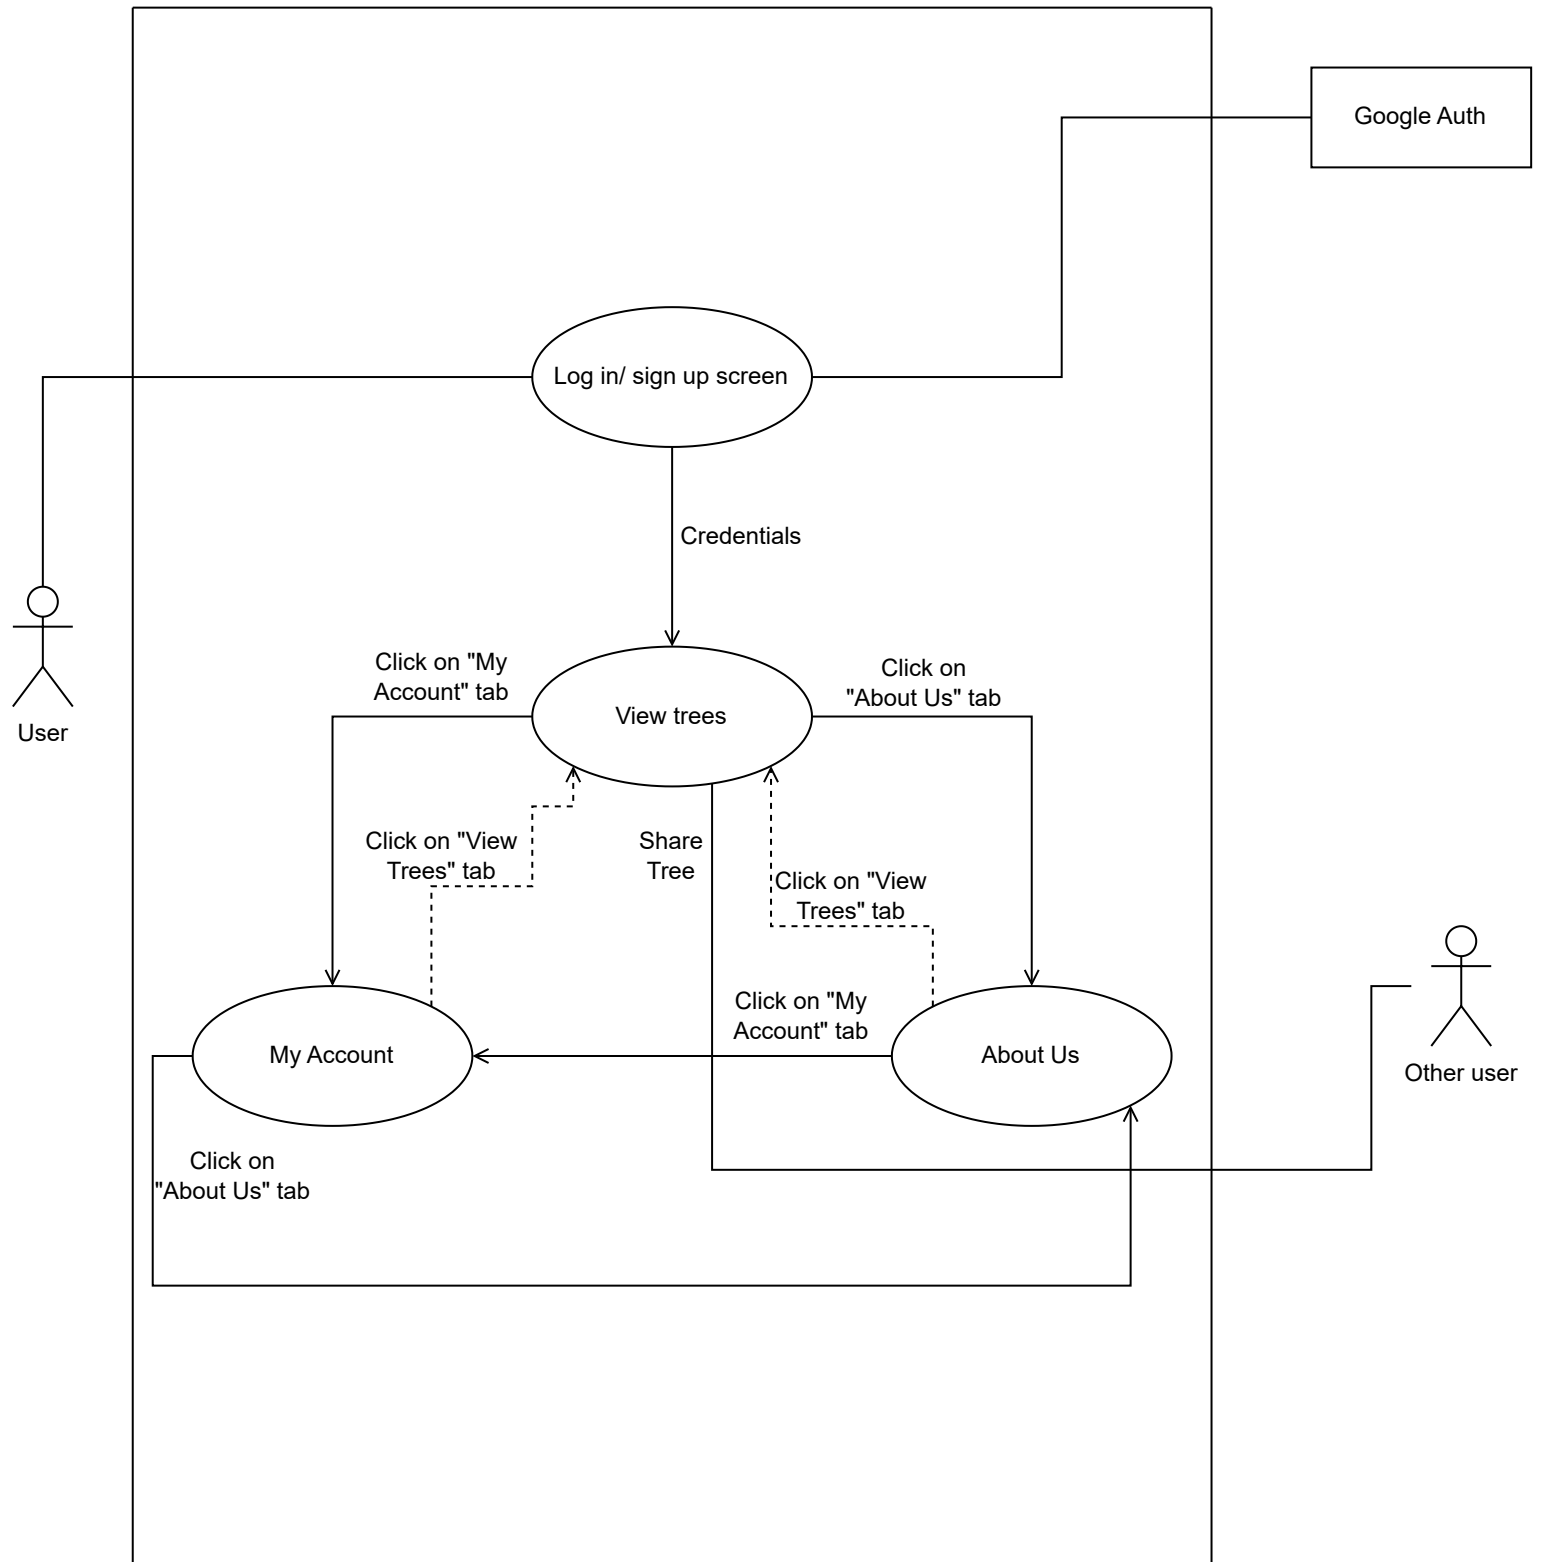 Google Auth
Log in/ sign up screen
Credentials
Click on "My
Account" tab
Click on
"About Us" tab
View trees
User
Click on "View
Trees" tab
Share
Tree
Click on "View
Trees" tab
Click on "My
Account" tab
My Account
About Us
Other user
Click on
"About Us" tab